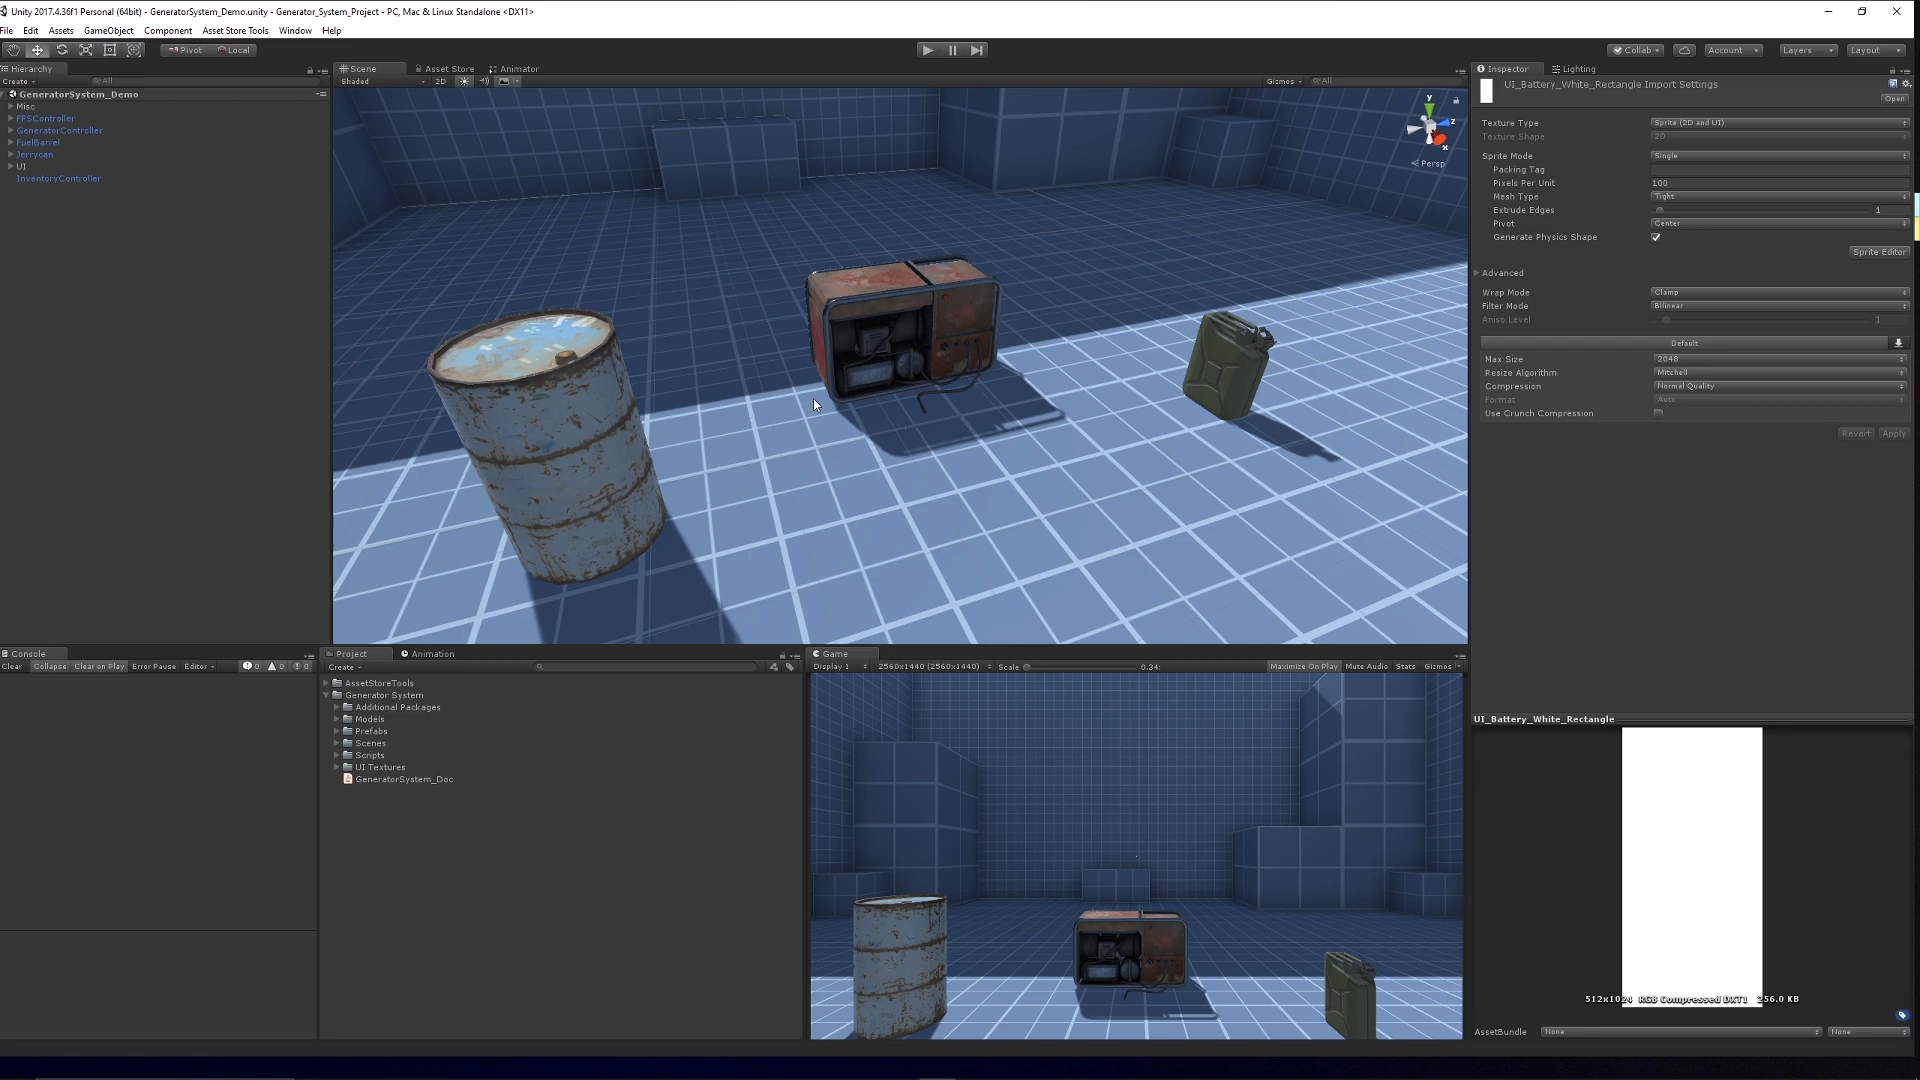 Unity 2017.4.36f1 Personal (64bit) - GeneratorSystem_Demo.unity - Generator_System_Project - PC, Mac & Linux Standalone <DX11>
File Edit Assets GameObject Component Asset Store Tools Window Help
Pivot Local Collab Account Layers Layout
Hierarchy
Create All
GeneratorSystem_Demo
Misc
FPSController
GeneratorController
FuelBarrel
Jerrycan
UI
InventoryController
Scene Asset Store Animator
Shaded 2D Gizmos All
y
z
x
Persp
Inspector Lighting
UI_Battery_White_Rectangle Import Settings
Open
Texture Type Sprite (2D and UI)
Texture Shape 2D
Sprite Mode Single
Packing Tag
Pixels Per Unit 100
Mesh Type Tight
Extrude Edges 1
Pivot Center
Generate Physics Shape
Sprite Editor
Advanced
Wrap Mode Clamp
Filter Mode Bilinear
Aniso Level 1
Default
Max Size 2048
Resize Algorithm Mitchell
Compression Normal Quality
Format Auto
Use Crunch Compression
Revert Apply
Console
Clear Collapse Clear on Play Error Pause Editor 0 0 0
Project Animation
Create
AssetStoreTools
Generator System
Additional Packages
Models
Prefabs
Scenes
Scripts
UI Textures
GeneratorSystem_Doc
Game
Display 1 2560x1440 (2560x1440) Scale 0.34: Maximize On Play Mute Audio Stats Gizmos
UI_Battery_White_Rectangle
512x1024 RGB Compressed DXT1 256.0 KB
AssetBundle None None